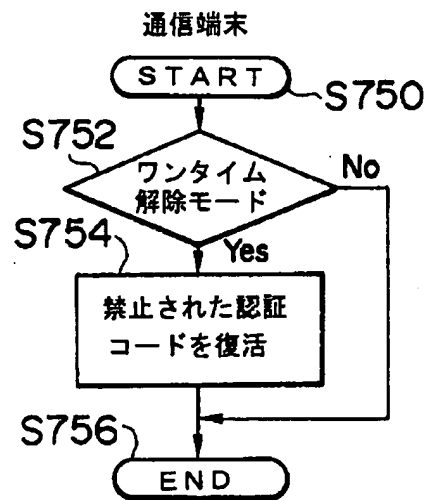 通信端末
START
S750
S752
ワンタイム
解除モード
No
S754
Yes
禁止された認証
コードを復活
S756
END